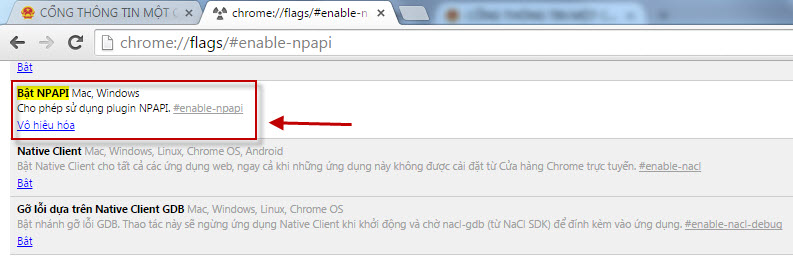 CỔNG THÔNG TIN MỘT C
chrome://flags/#enable-n
CỔNG THÔNG TIN MỘT
chrome://flags/#enable-npapi
Bật
Bật NPAPI Mac, Windows
Cho phép sử dụng plugin NPAPI. #enable-npapi
Vô hiệu hóa
Native Client Mac, Windows, Linux, Chrome OS, Android
Bật Native Client cho tất cả các ứng dụng web, ngay cả khi những ứng dụng này không được cài đặt từ Cửa hàng Chrome trực tuyến. #enable-nacl
Bật
Gỡ lỗi dựa trên Native Client GDB Mac, Windows, Linux, Chrome OS
Bật nhánh gỡ lỗi GDB. Thao tác này sẽ ngừng ứng dụng Native Client khi khởi động và chờ nacl-gdb (từ NaCl SDK) để đính kèm vào ứng dụng. #enable-nacl-debug
Bật